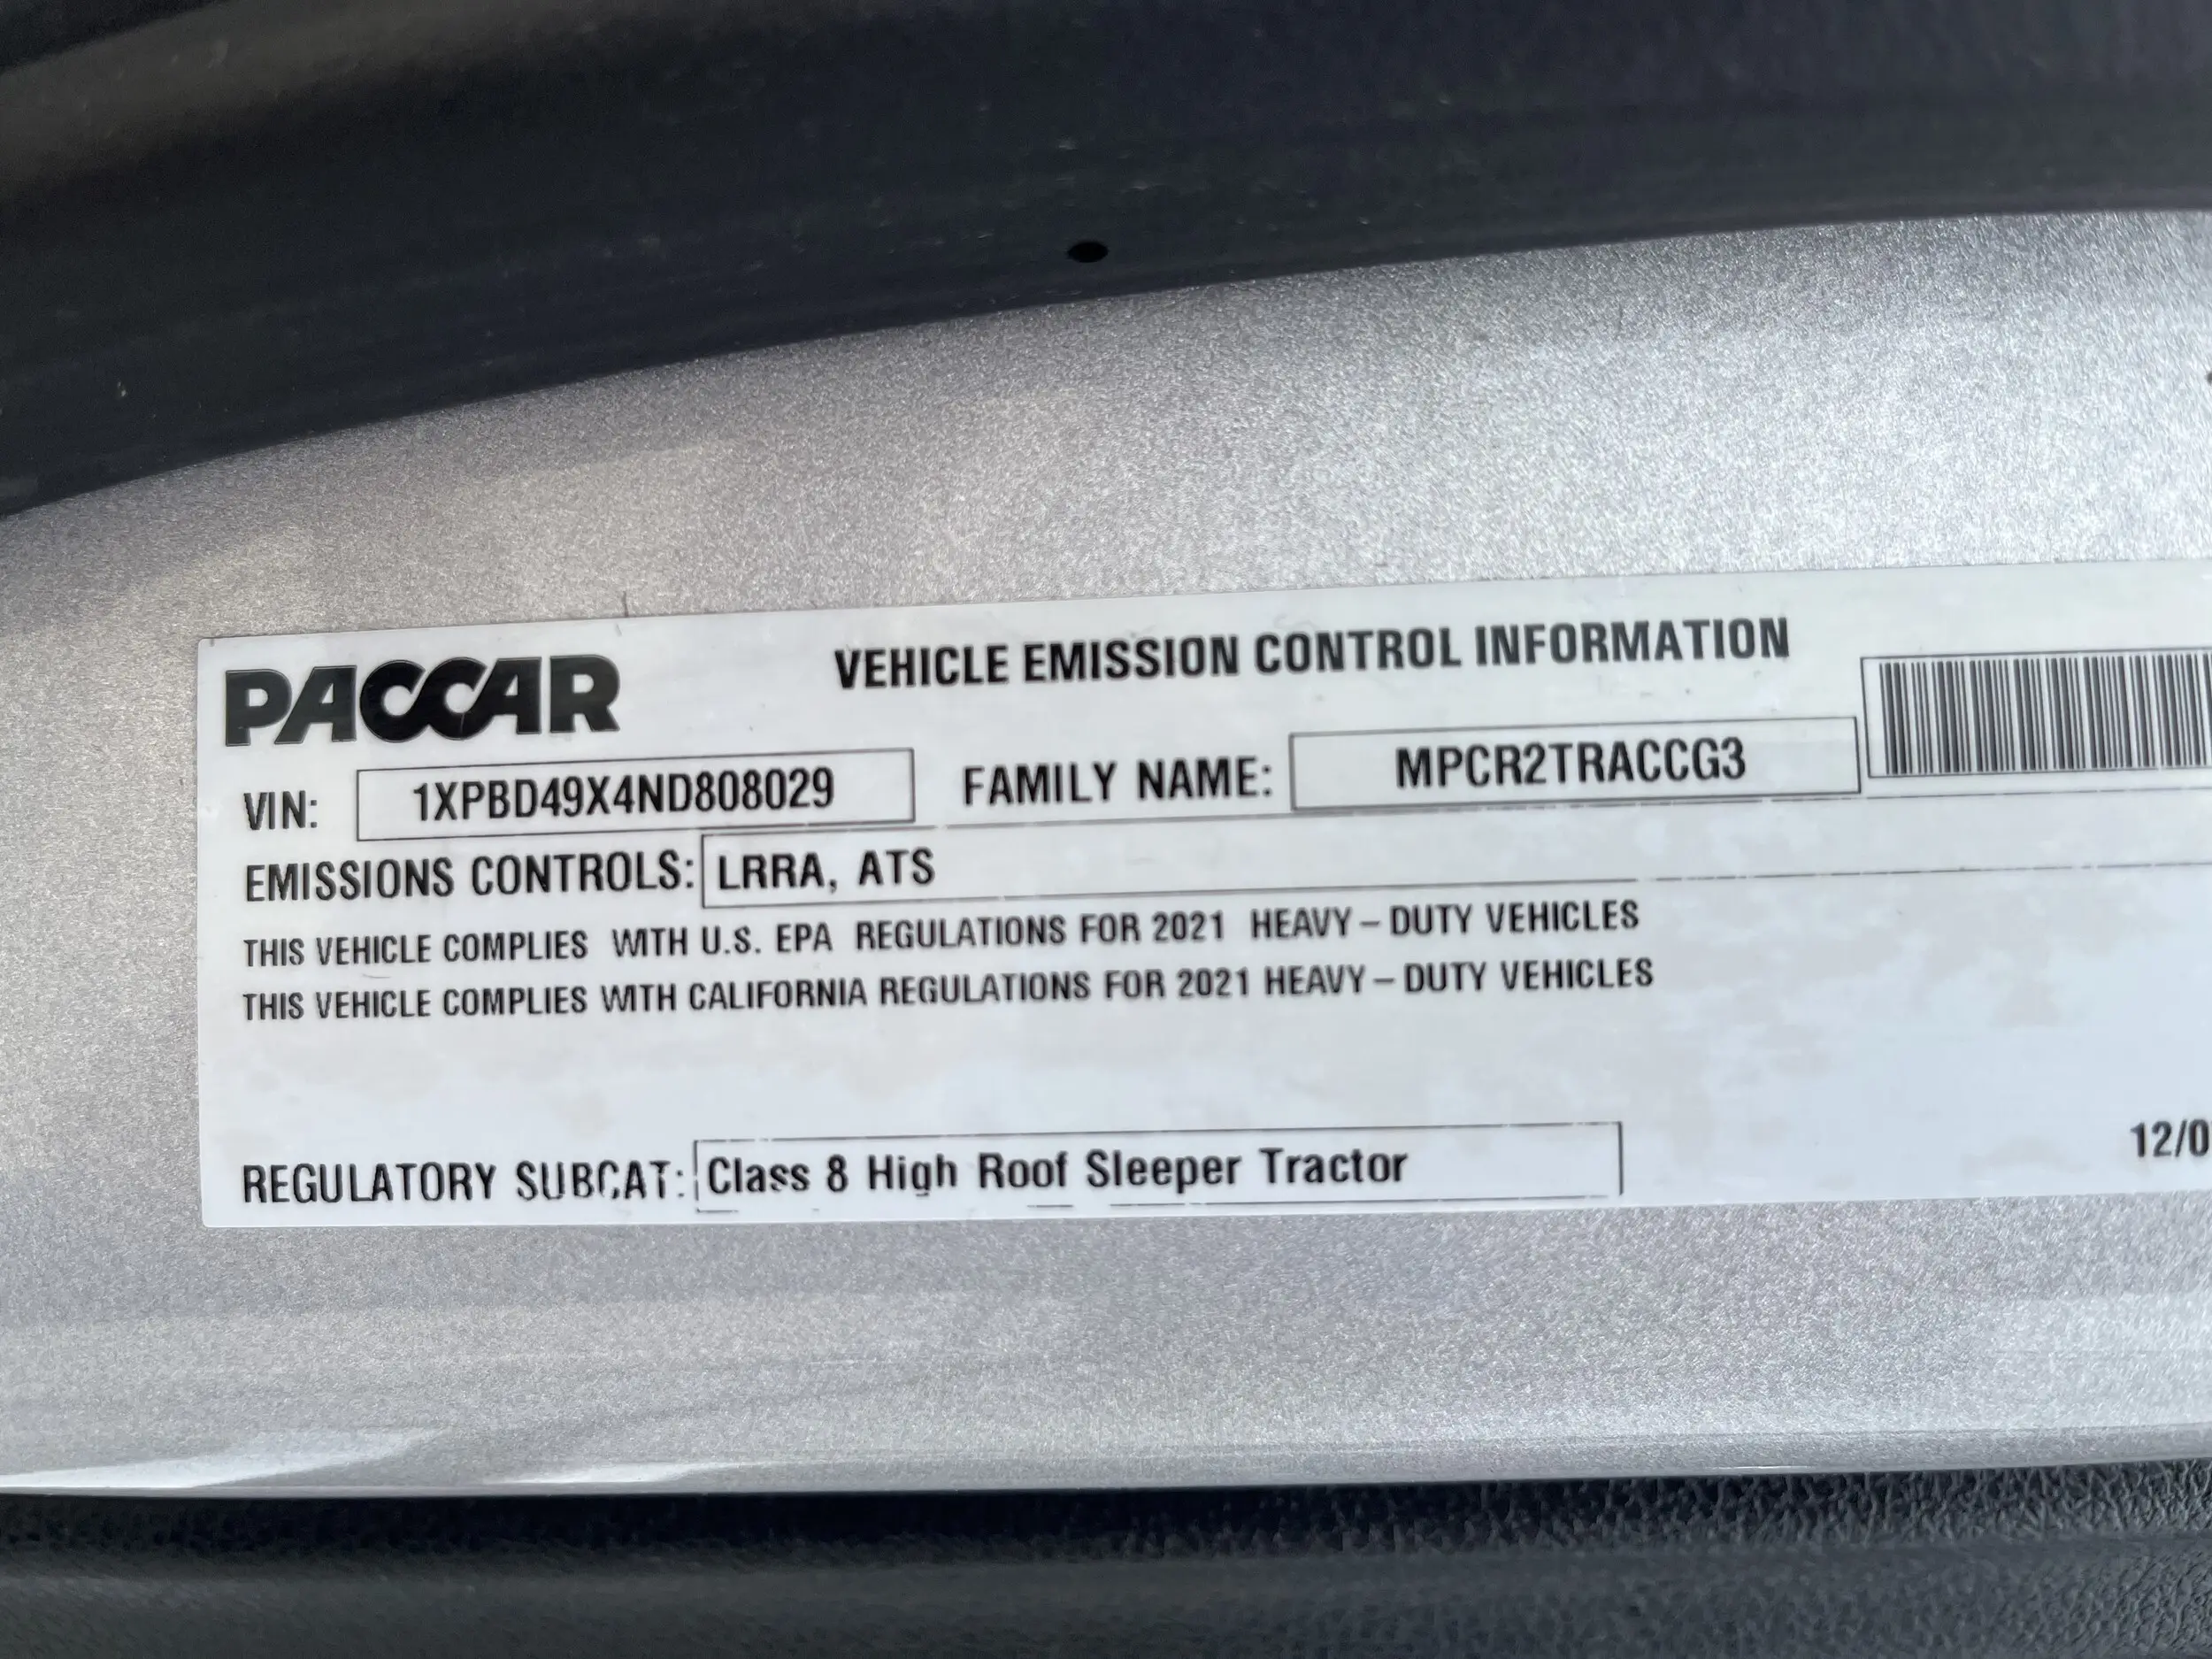 PACCAR VEHICLE EMISSION CONTROL INFORMATION
VIN: 1XPBD49X4ND808029 FAMILY NAME: MPCR2TRACCG3
EMISSIONS CONTROLS: LRRA, ATS
THIS VEHICLE COMPLIES WITH U.S. EPA REGULATIONS FOR 2021 HEAVY – DUTY VEHICLES
THIS VEHICLE COMPLIES WITH CALIFORNIA REGULATIONS FOR 2021 HEAVY – DUTY VEHICLES
12/0
REGULATORY SUBCAT: Class 8 High Roof Sleeper Tractor